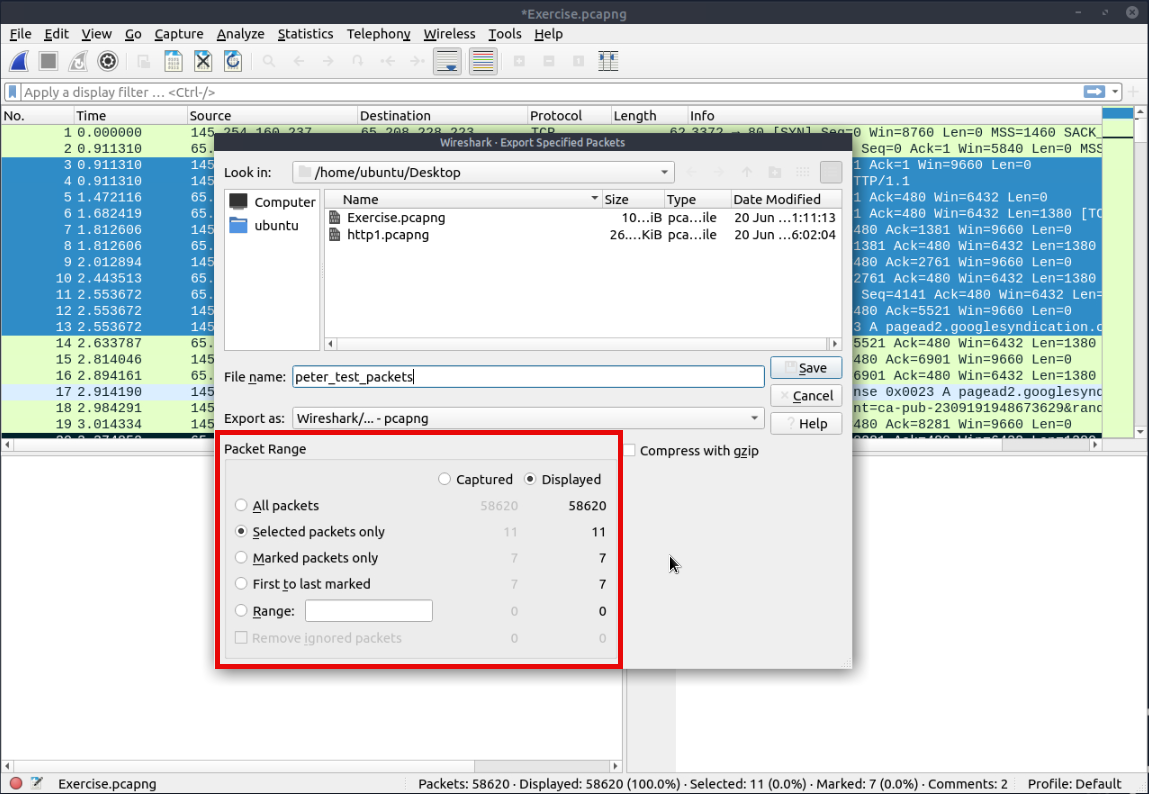 *Exercise.pcapng
File Edit View Go Capture Analyze Statistics Telephony Wireless Tools Help
Apply a display filter … <Ctrl-/>
No. Time Source Destination Protocol Length Info
1 0.000000 145.254.160.237 65.208.228.223 TCP 62 3372 → 80 [SYN] Seq=0 Win=8760 Len=0 MSS=1460 SACK_
2 0.911310 65. Seq=0 Ack=1 Win=5840 Len=0 MSS
3 0.911310 145 1 Ack=1 Win=9660 Len=0
4 0.911310 145 TTP/1.1
5 1.472116 65. 1 Ack=480 Win=6432 Len=0
6 1.682419 65. 1 Ack=480 Win=6432 Len=1380 [TC
7 1.812606 145 480 Ack=1381 Win=9660 Len=0
8 1.812606 65. 1381 Ack=480 Win=6432 Len=1380
9 2.012894 145 480 Ack=2761 Win=9660 Len=0
10 2.443513 65. 2761 Ack=480 Win=6432 Len=1380
11 2.553672 65. Seq=4141 Ack=480 Win=6432 Len=
12 2.553672 145 480 Ack=5521 Win=9660 Len=0
13 2.553672 145 3 A pagead2.googlesyndication.c
14 2.633787 65. 5521 Ack=480 Win=6432 Len=1380
15 2.814046 145 480 Ack=6901 Win=9660 Len=0
16 2.894161 65. 6901 Ack=480 Win=6432 Len=1380
17 2.914190 145 nse 0x0023 A pagead2.googlesync
18 2.984291 145 nt=ca-pub-2309191948673629&rand
19 3.014334 145 480 Ack=8281 Win=9660 Len=0
Wireshark · Export Specified Packets
Look in: /home/ubuntu/Desktop
Computer
ubuntu
Name Size Type Date Modified
Exercise.pcapng 10…iB pca…ile 20 Jun …1:11:13
http1.pcapng 26.…KiB pca…ile 20 Jun …6:02:04
File name: peter_test_packets Save
Cancel
Export as: Wireshark/… - pcapng Help
Packet Range
Compress with gzip
Captured Displayed
All packets 58620 58620
Selected packets only 11 11
Marked packets only 7 7
First to last marked 7 7
Range: 0 0
Remove ignored packets 0 0
Exercise.pcapng Packets: 58620 · Displayed: 58620 (100.0%) · Selected: 11 (0.0%) · Marked: 7 (0.0%) · Comments: 2 Profile: Default